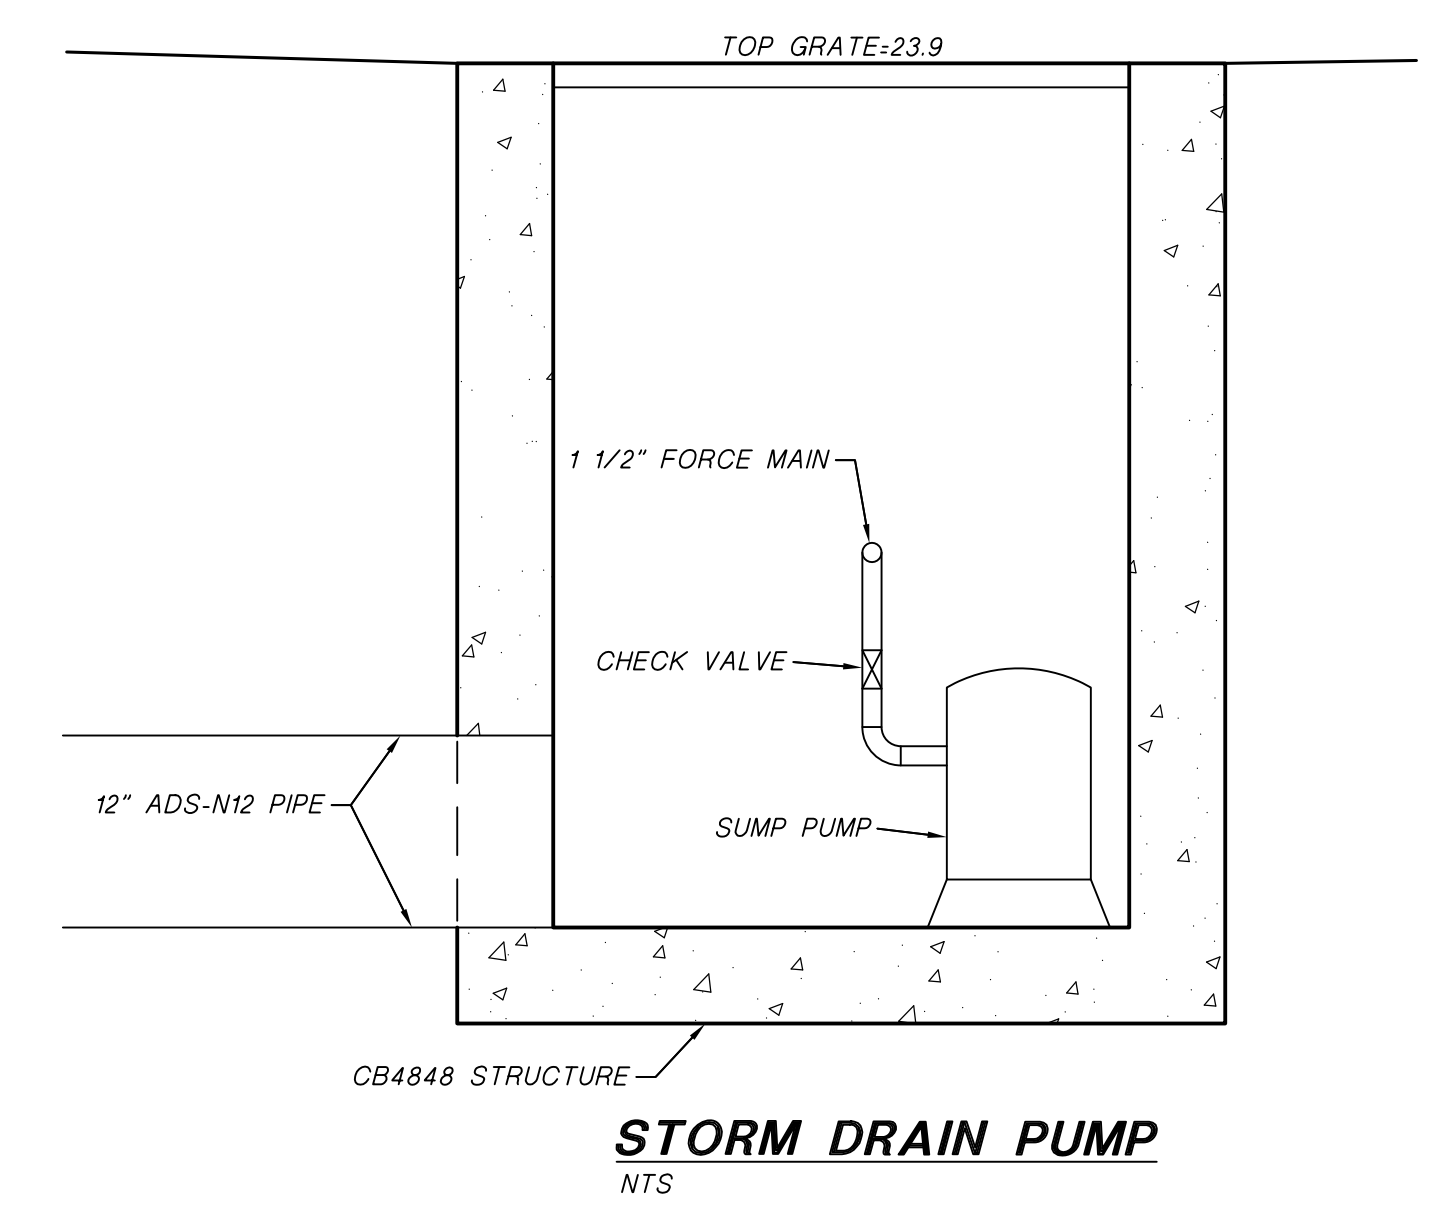 TOP GRATE=23.9
1 1/2" FORCE MAIN
CHECK VALVE
12" ADS-N12 PIPE
SUMP PUMP
CB4848 STRUCTURE
STORM DRAIN PUMP
NTS